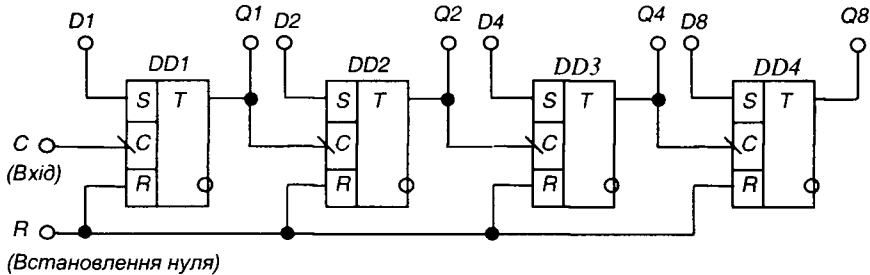 D1 Q1 D2 Q2 D4 Q4 D8 Q8
DD1 DD2 DD3 DD4
S T S T S T S T
C C C C C
(Вхід)
R R R R
R
(Встановлення нуля)